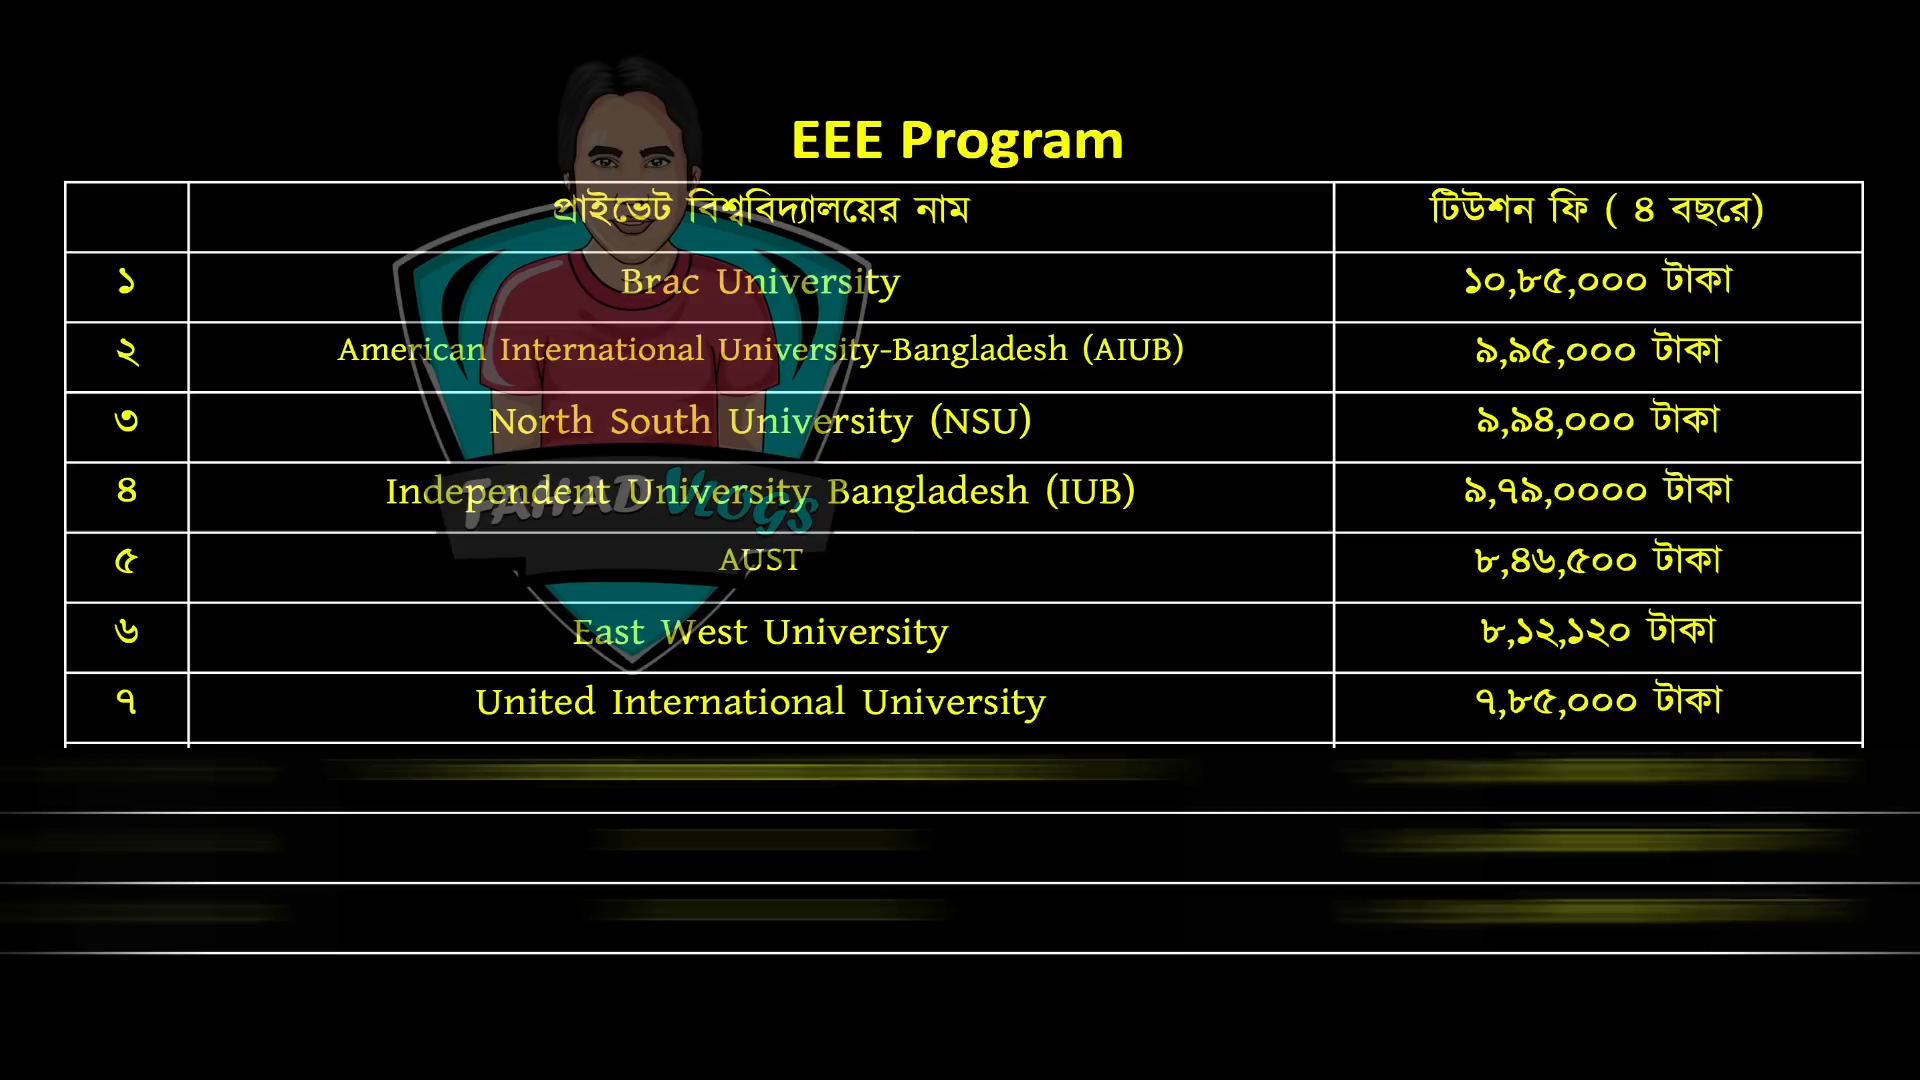 EEE Program
প্রাইভেট বিশ্ববিদ্যালয়ের নাম টিউশন ফি ( ৪ বছরে)
১ Brac University ১০,৮৫,০০০ টাকা
২ American International University-Bangladesh (AIUB) ৯,৯৫,০০০ টাকা
৩ North South University (NSU) ৯,৯৪,০০০ টাকা
৪ Independent University Bangladesh (IUB) ৯,৭৯,০০০০ টাকা
FAHAD Vlogs
৫ AUST ৮,৪৬,৫০০ টাকা
৬ East West University ৮,১২,১২০ টাকা
৭ United International University ৭,৮৫,০০০ টাকা